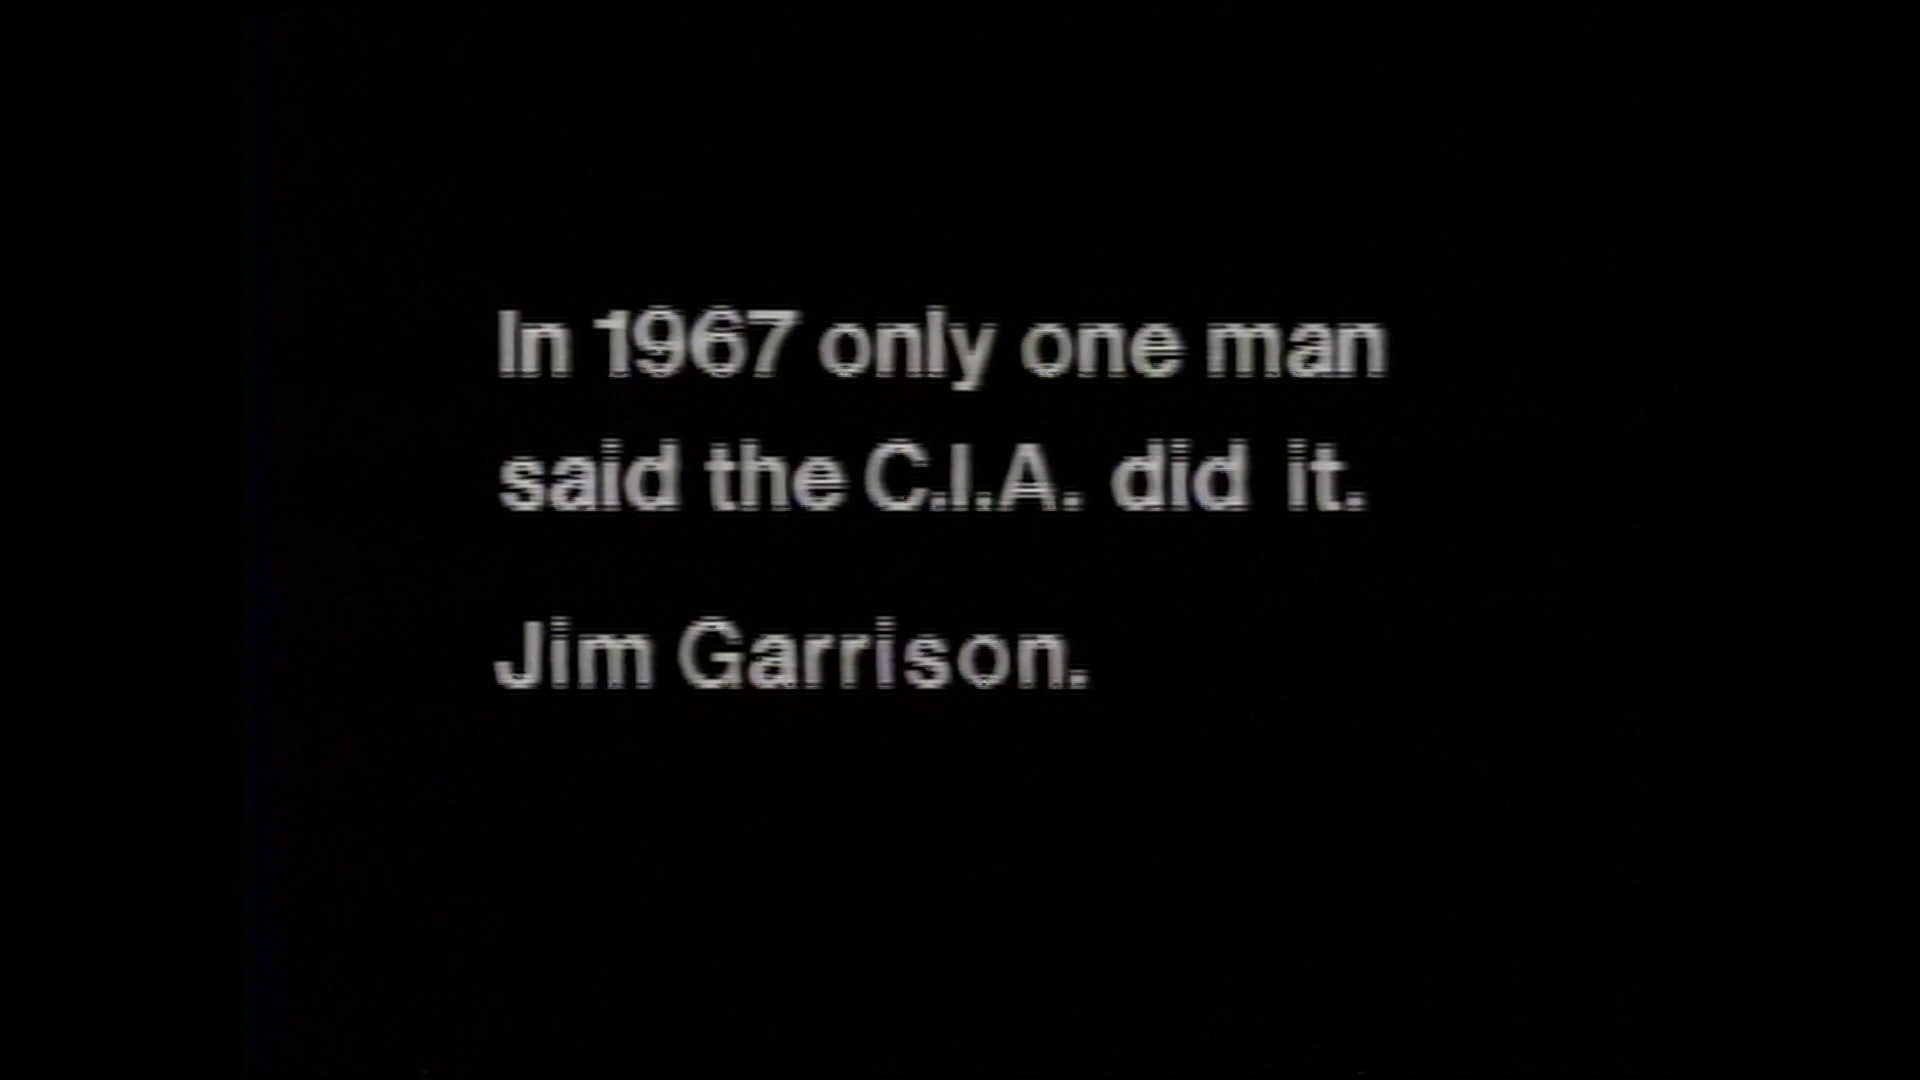 In 1967 only one man
said the C.I.A. did it.
Jim Garrison.